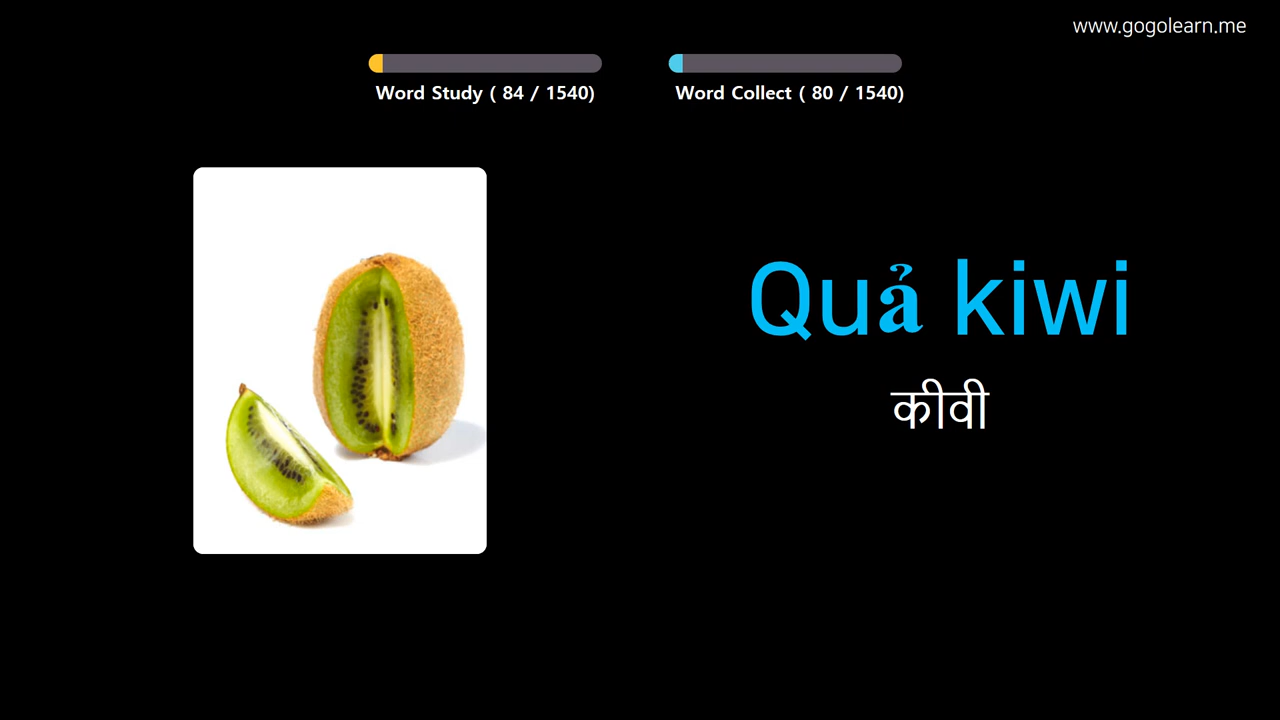 www.gogolearn.me
Word Study ( 84 / 1540)
Word Collect ( 80 / 1540)
Quả kiwi
कीवी